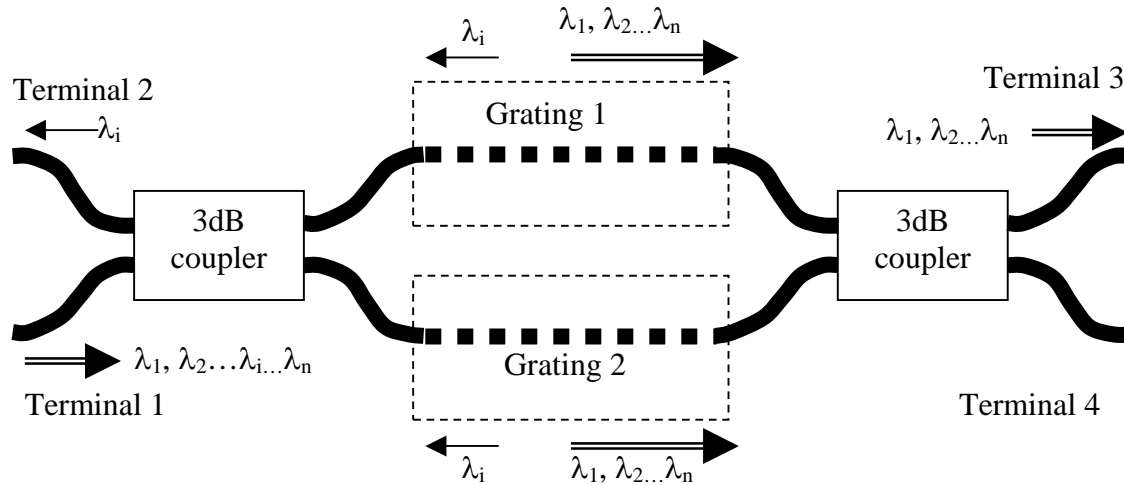 λi
λ1, λ2...λn
Terminal 2
Terminal 3
λi
Grating 1
λ1, λ2...λn
3dB
coupler
3dB
coupler
Grating 2
λ1, λ2...λi...λn
Terminal 1
Terminal 4
λi
λ1, λ2...λn